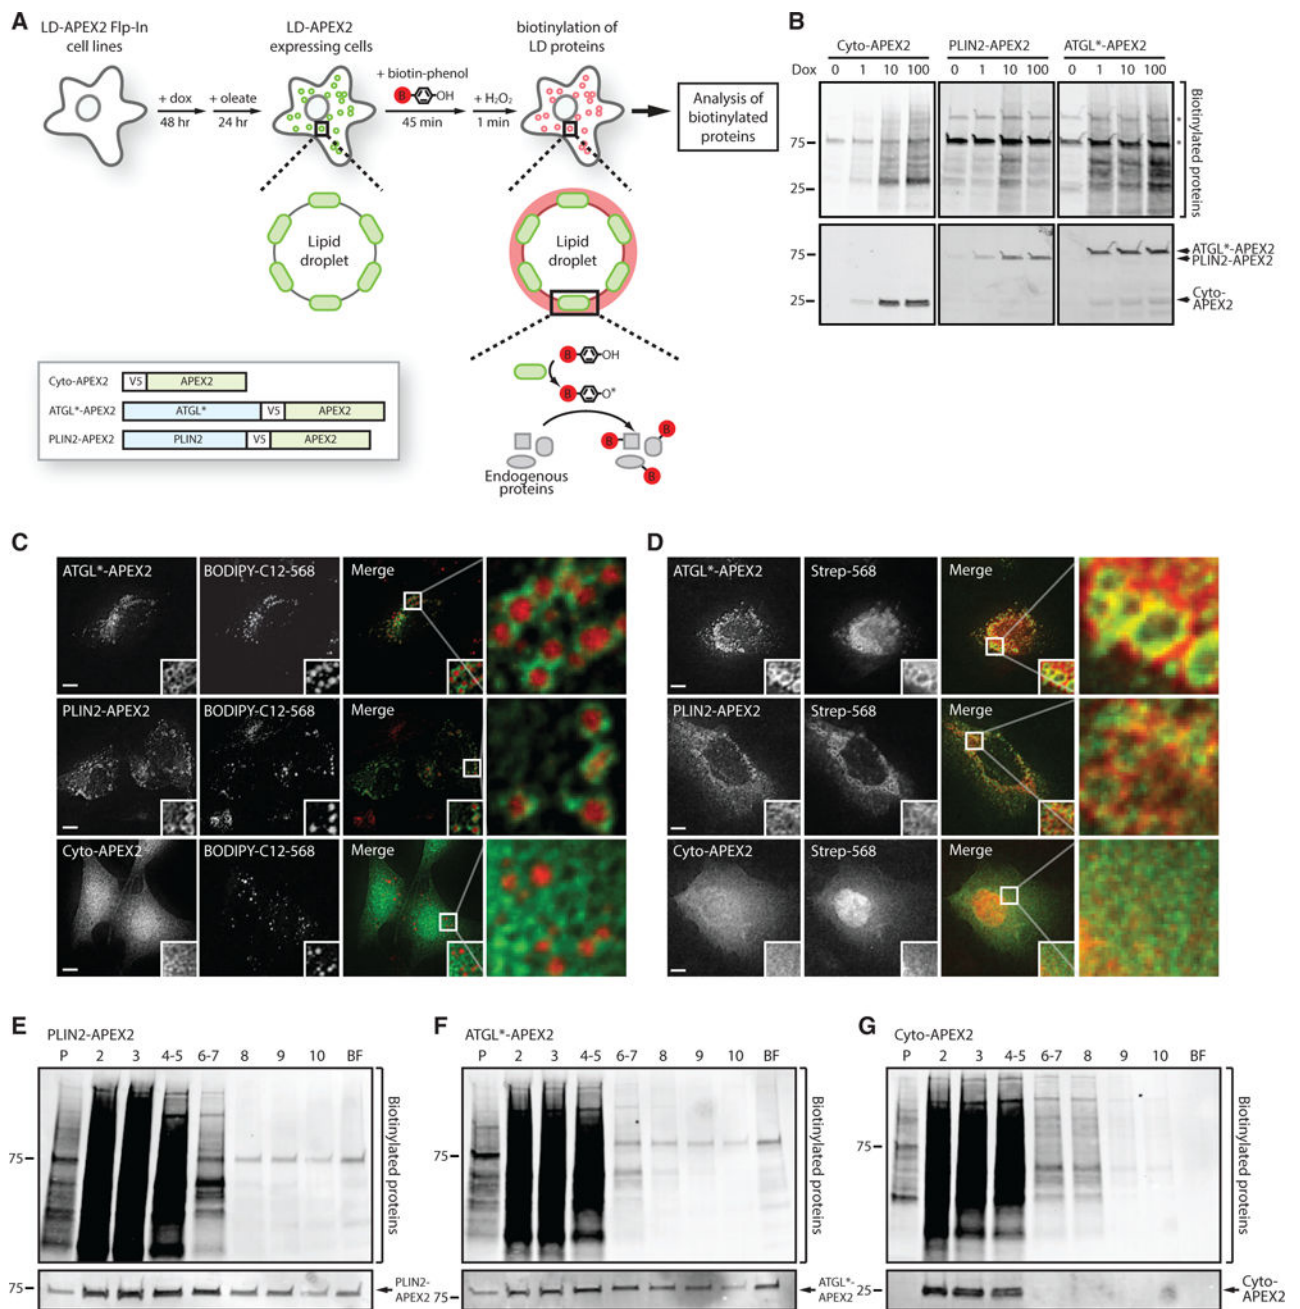 A
LD-APEX2 Flp-In
cell lines
+ dox
48 hr
+ oleate
24 hr
LD-APEX2
expressing cells
+ biotin-phenol
B
OH
45 min
+ H₂O₂
1 min
biotinylation
of LD proteins
Analysis of
biotinylated
proteins
Lipid
droplet
Lipid
droplet
B
OH
B
O*
B
B
B
Endogenous
proteins
Cyto-APEX2
V5
APEX2
ATGL*-APEX2
ATGL*
V5
APEX2
PLIN2-APEX2
PLIN2
V5
APEX2
B
Cyto-APEX2
PLIN2-APEX2
ATGL*-APEX2
Dox
0 1 10 100
0 1 10 100
0 1 10 100
75
25
*
*
Biotinylated proteins
75
25
ATGL*-APEX2
PLIN2-APEX2
Cyto-
APEX2
C
ATGL*-APEX2
BODIPY-C12-568
Merge
PLIN2-APEX2
BODIPY-C12-568
Merge
Cyto-APEX2
BODIPY-C12-568
Merge
D
ATGL*-APEX2
Strep-568
Merge
PLIN2-APEX2
Strep-568
Merge
Cyto-APEX2
Strep-568
Merge
E
PLIN2-APEX2
P 2 3 4-5 6-7 8 9 10 BF
75
Biotinylated proteins
75
PLIN2-
APEX2
F
ATGL*-APEX2
P 2 3 4-5 6-7 8 9 10 BF
75
Biotinylated proteins
75
ATGL*-
APEX2
G
Cyto-APEX2
P 2 3 4-5 6-7 8 9 10 BF
75
Biotinylated proteins
25
Cyto-
APEX2